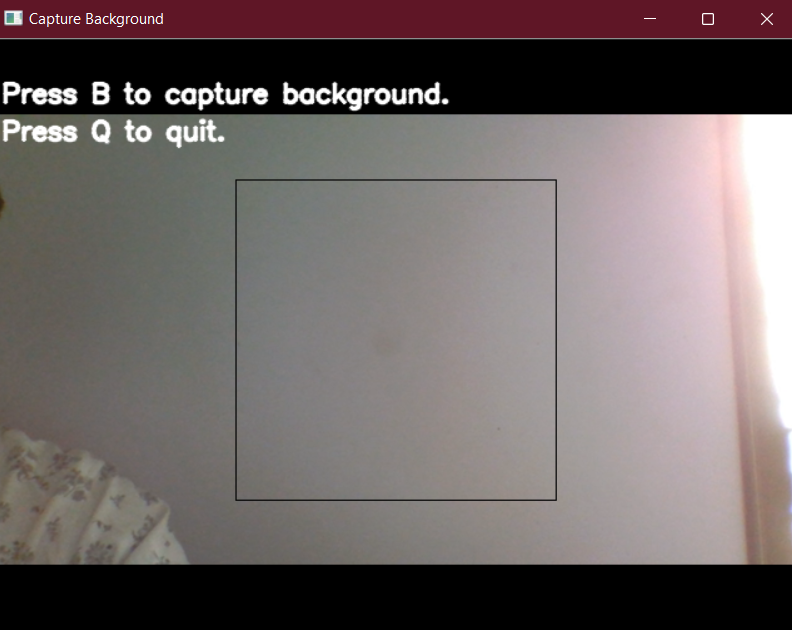 Capture Background
Press B to capture background.
Press Q to quit.